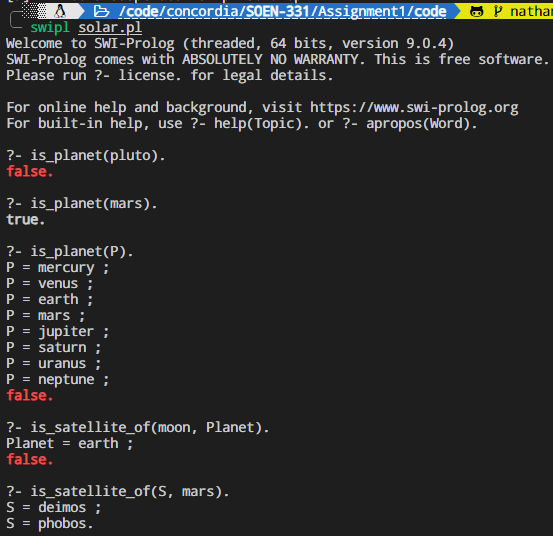 /code/concordia/SOEN-331/Assignment1/code nathan
swipl solar.pl
Welcome to SWI-Prolog (threaded, 64 bits, version 9.0.4)
SWI-Prolog comes with ABSOLUTELY NO WARRANTY. This is free software.
Please run ?- license. for legal details.
For online help and background, visit https://www.swi-prolog.org
For built-in help, use ?- help(Topic). or ?- apropos(Word).
?- is_planet(pluto).
false.
?- is_planet(mars).
true.
?- is_planet(P).
P = mercury ;
P = venus ;
P = earth ;
P = mars ;
P = jupiter ;
P = saturn ;
P = uranus ;
P = neptune ;
false.
?- is_satellite_of(moon, Planet).
Planet = earth ;
false.
?- is_satellite_of(S, mars).
S = deimos ;
S = phobos.